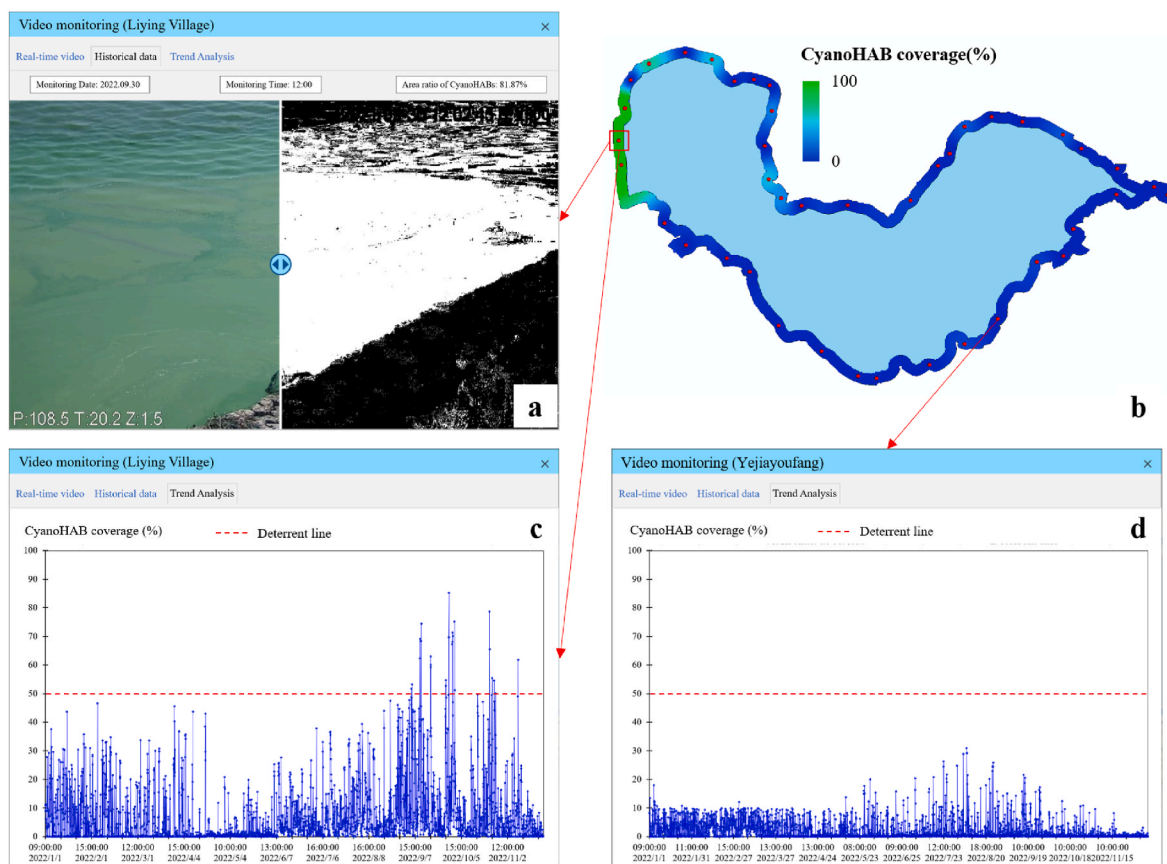 Video monitoring (Liying Village) ×
Real-time video Historical data Trend Analysis
Monitoring Date: 2022.09.30 Monitoring Time: 12:00 Area ratio of CyanoHABs: 81.87%
P:108.5 T:20.2 Z:1.5
a
CyanoHAB coverage(%)
100
0
b
Video monitoring (Liying Village) ×
Real-time video Historical data Trend Analysis
CyanoHAB coverage (%) Deterrent line c
100
90
80
70
60
50
40
30
20
10
0
09:00:00 15:00:00 12:00:00 15:00:00 10:00:00 13:00:00 16:00:00 16:00:00 15:00:00 15:00:00 12:00:00
2022/1/1 2022/2/1 2022/3/1 2022/4/4 2022/5/4 2022/6/7 2022/7/6 2022/8/8 2022/9/7 2022/10/5 2022/11/2
Video monitoring (Yejiayoufang) ×
Real-time video Historical data Trend Analysis
CyanoHAB coverage (%) Deterrent line d
100
90
80
70
60
50
40
30
20
10
0
09:00:00 11:00:00 15:00:00 13:00:00 10:00:00 08:00:00 16:00:00 12:00:00 18:00:00 10:00:00 10:00:00 10:00:00
2022/1/1 2022/1/31 2022/2/27 2022/3/27 2022/4/24 2022/5/23 2022/6/25 2022/7/23 2022/8/20 2022/9/19 2022/10/18 2022/11/15